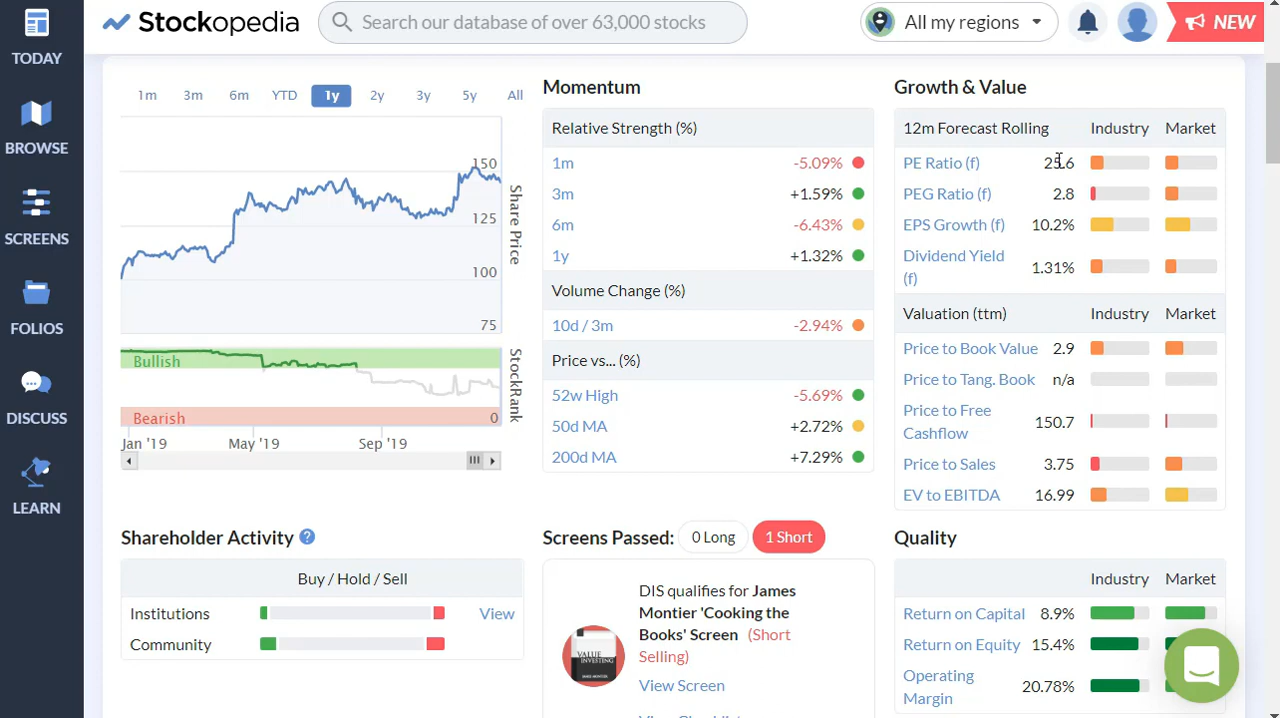 TODAY
BROWSE
SCREENS
FOLIOS
DISCUSS
LEARN
Stockopedia
Search our database of over 63,000 stocks
All my regions
NEW
1m 3m 6m YTD 1y 2y 3y 5y All
150
125
100
75
Share Price
Bullish
Bearish
0
StockRank
Jan '19 May '19 Sep '19
Shareholder Activity ?
Buy / Hold / Sell
Institutions View
Community
Momentum
Relative Strength (%)
1m -5.09%
3m +1.59%
6m -6.43%
1y +1.32%
Volume Change (%)
10d / 3m -2.94%
Price vs... (%)
52w High -5.69%
50d MA +2.72%
200d MA +7.29%
Screens Passed: 0 Long 1 Short
VALUE
INVESTING
DIS qualifies for James
Montier 'Cooking the
Books' Screen (Short
Selling)
View Screen
Growth & Value
12m Forecast Rolling Industry Market
PE Ratio (f)
PEG Ratio (f) 2.8
EPS Growth (f) 10.2%
Dividend Yield
(f) 1.31%
Valuation (ttm) Industry Market
Price to Book Value 2.9
Price to Tang. Book n/a
Price to Free
Cashflow 150.7
Price to Sales 3.75
EV to EBITDA 16.99
Quality
Industry Market
Return on Capital 8.9%
Return on Equity 15.4%
Operating
Margin 20.78%